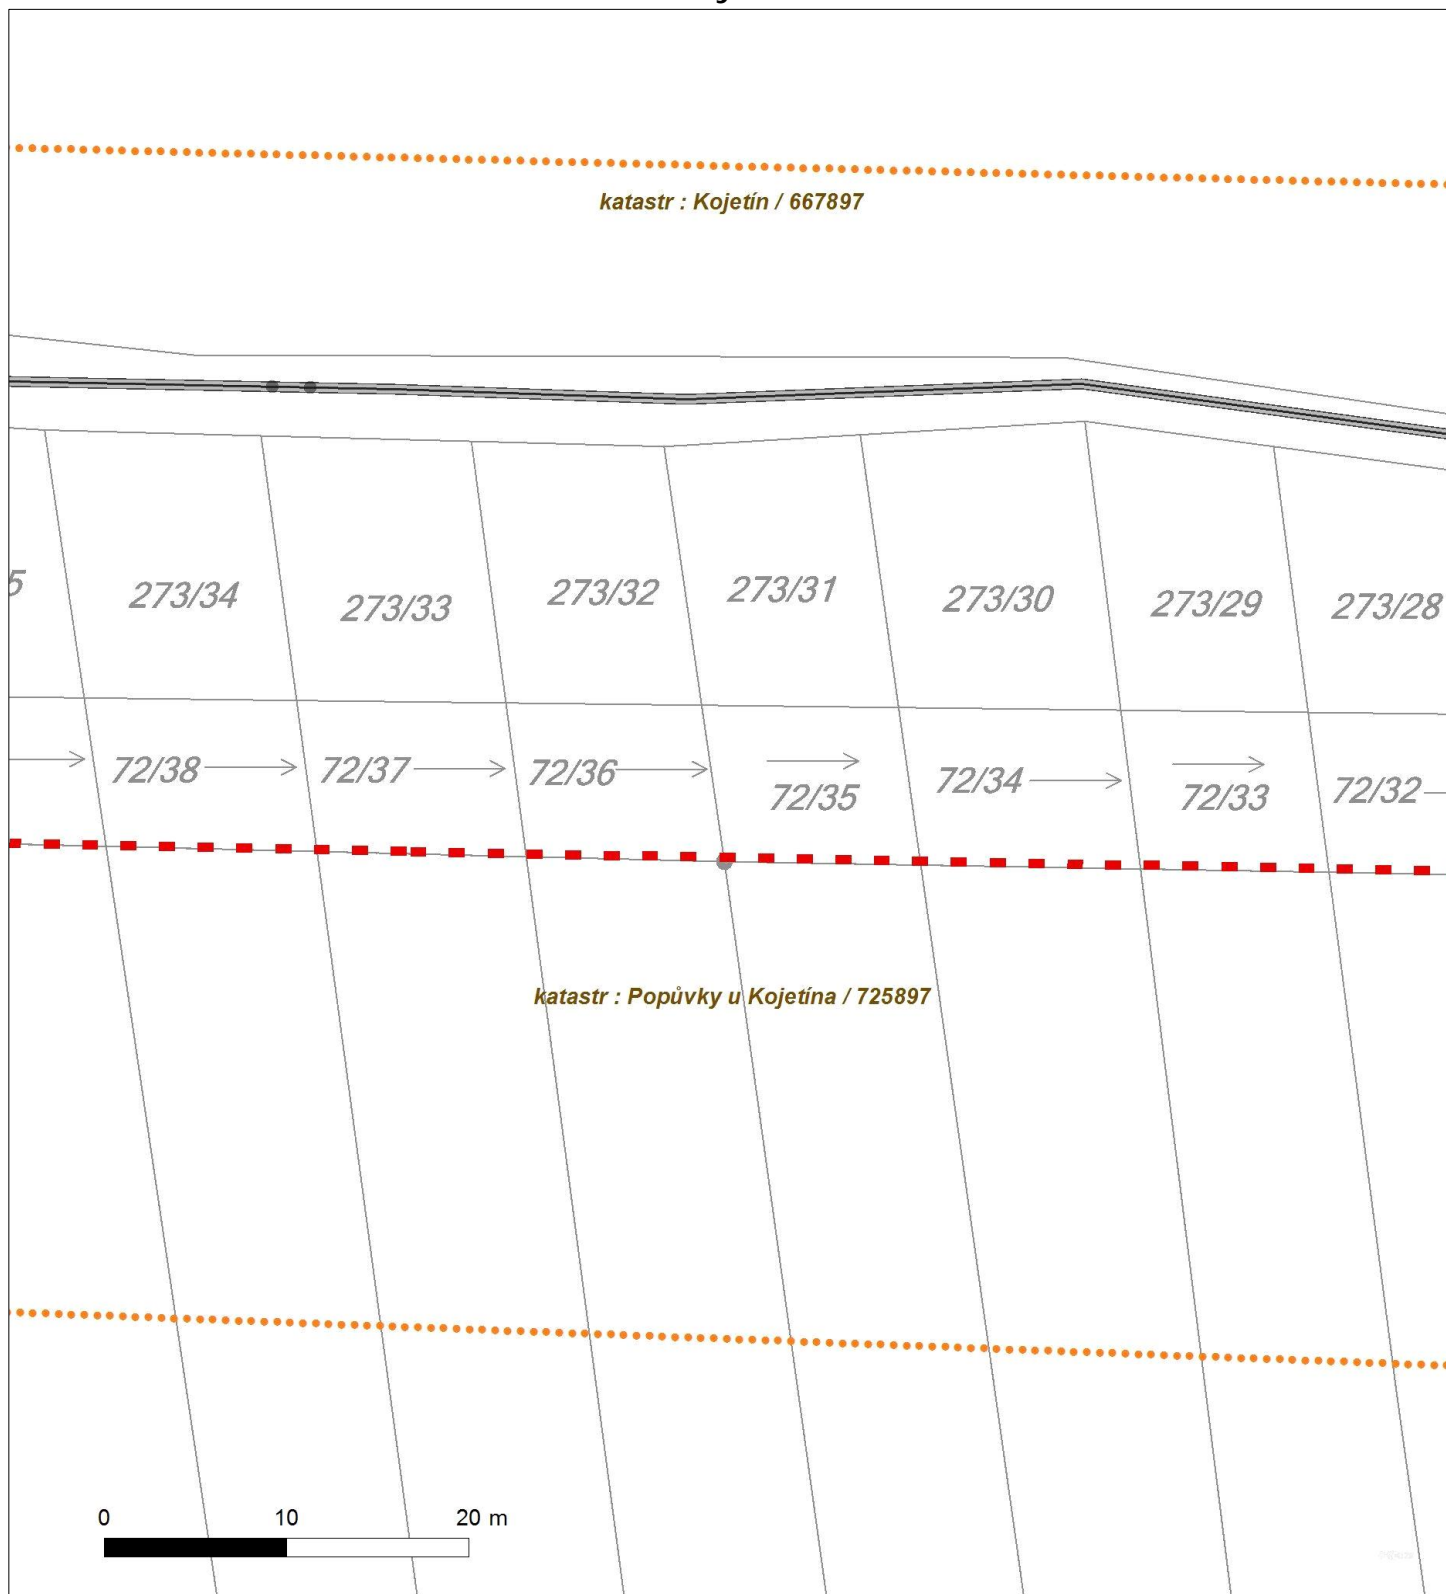 katastr : Kojetín / 667897
5 273/34 273/33 273/32 273/31 273/30 273/29 273/28
72/38 72/37 72/36 72/35 72/34 72/33 72/32
katastr : Popůvky u Kojetína / 725897
0 10 20 m